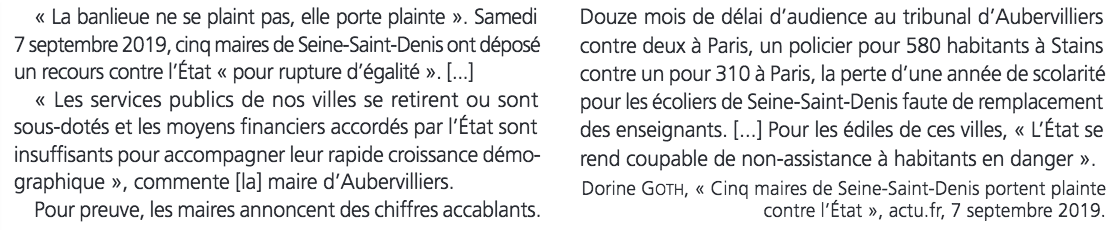 « La banlieue ne se plaint pas, elle porte plainte ». Samedi
7 septembre 2019, cinq maires de Seine-Saint-Denis ont déposé
un recours contre l'État « pour rupture d'égalité ». [...]
« Les services publics de nos villes se retirent ou sont
sous-dotés et les moyens financiers accordés par l'État sont
insuffisants pour accompagner leur rapide croissance démo-
graphique », commente [la] maire d'Aubervilliers.
Pour preuve, les maires annoncent des chiffres accablants.
Douze mois de délai d'audience au tribunal d'Aubervilliers
contre deux à Paris, un policier pour 580 habitants à Stains
contre un pour 310 à Paris, la perte d'une année de scolarité
pour les écoliers de Seine-Saint-Denis faute de remplacement
des enseignants. [...] Pour les édiles de ces villes, « L'État se
rend coupable de non-assistance à habitants en danger ».
Dorine GOTH, « Cinq maires de Seine-Saint-Denis portent plainte
contre l'État », actu.fr, 7 septembre 2019.